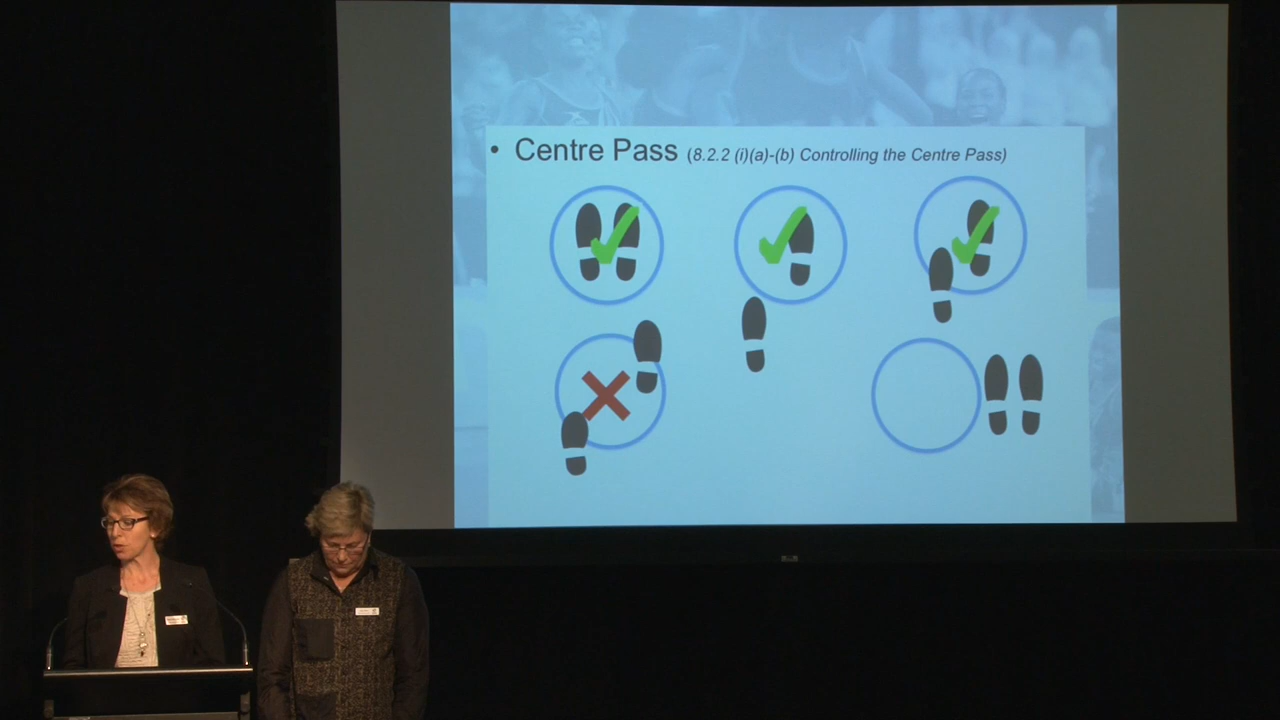 • Centre Pass (8.2.2 (i)(a)-(b) Controlling the Centre Pass)